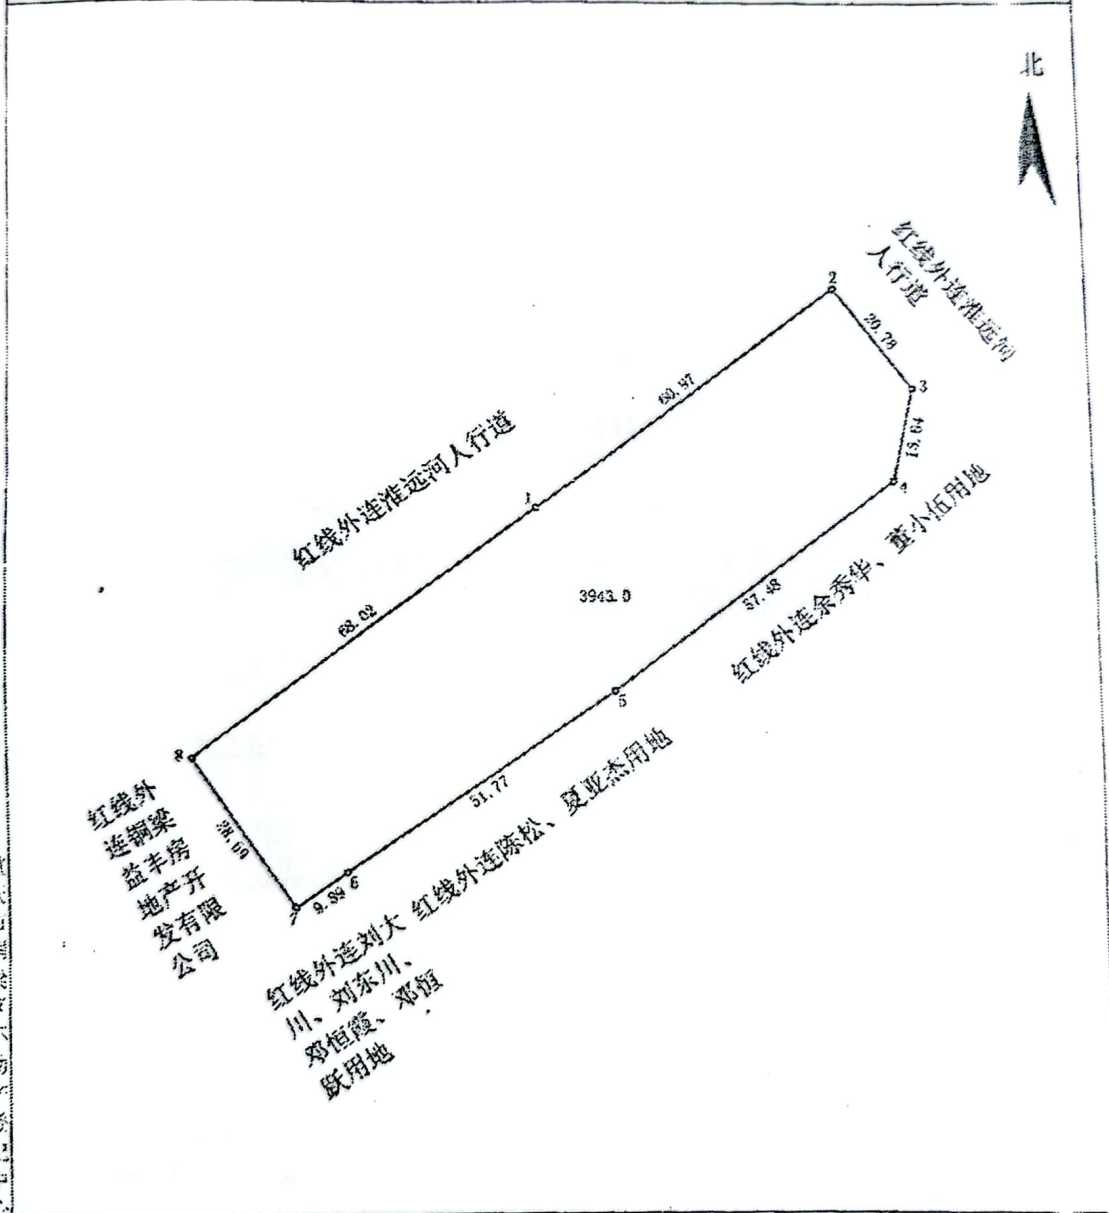 北
红线外连淮远河
人行道
2
20.78
3
60.97
15.64
红线外连淮远河人行道
4
1
红线外连余秀华、董小伍用地
3943.0
57.48
68.02
5
8
51.77
红线外连陈松、夏亚杰用地
红线外
连铜梁
益丰房
地产开
发有限
公司
6
9.89
7
红线外连刘大
川、刘东川、
邓恒霞、邓恒
跃用地